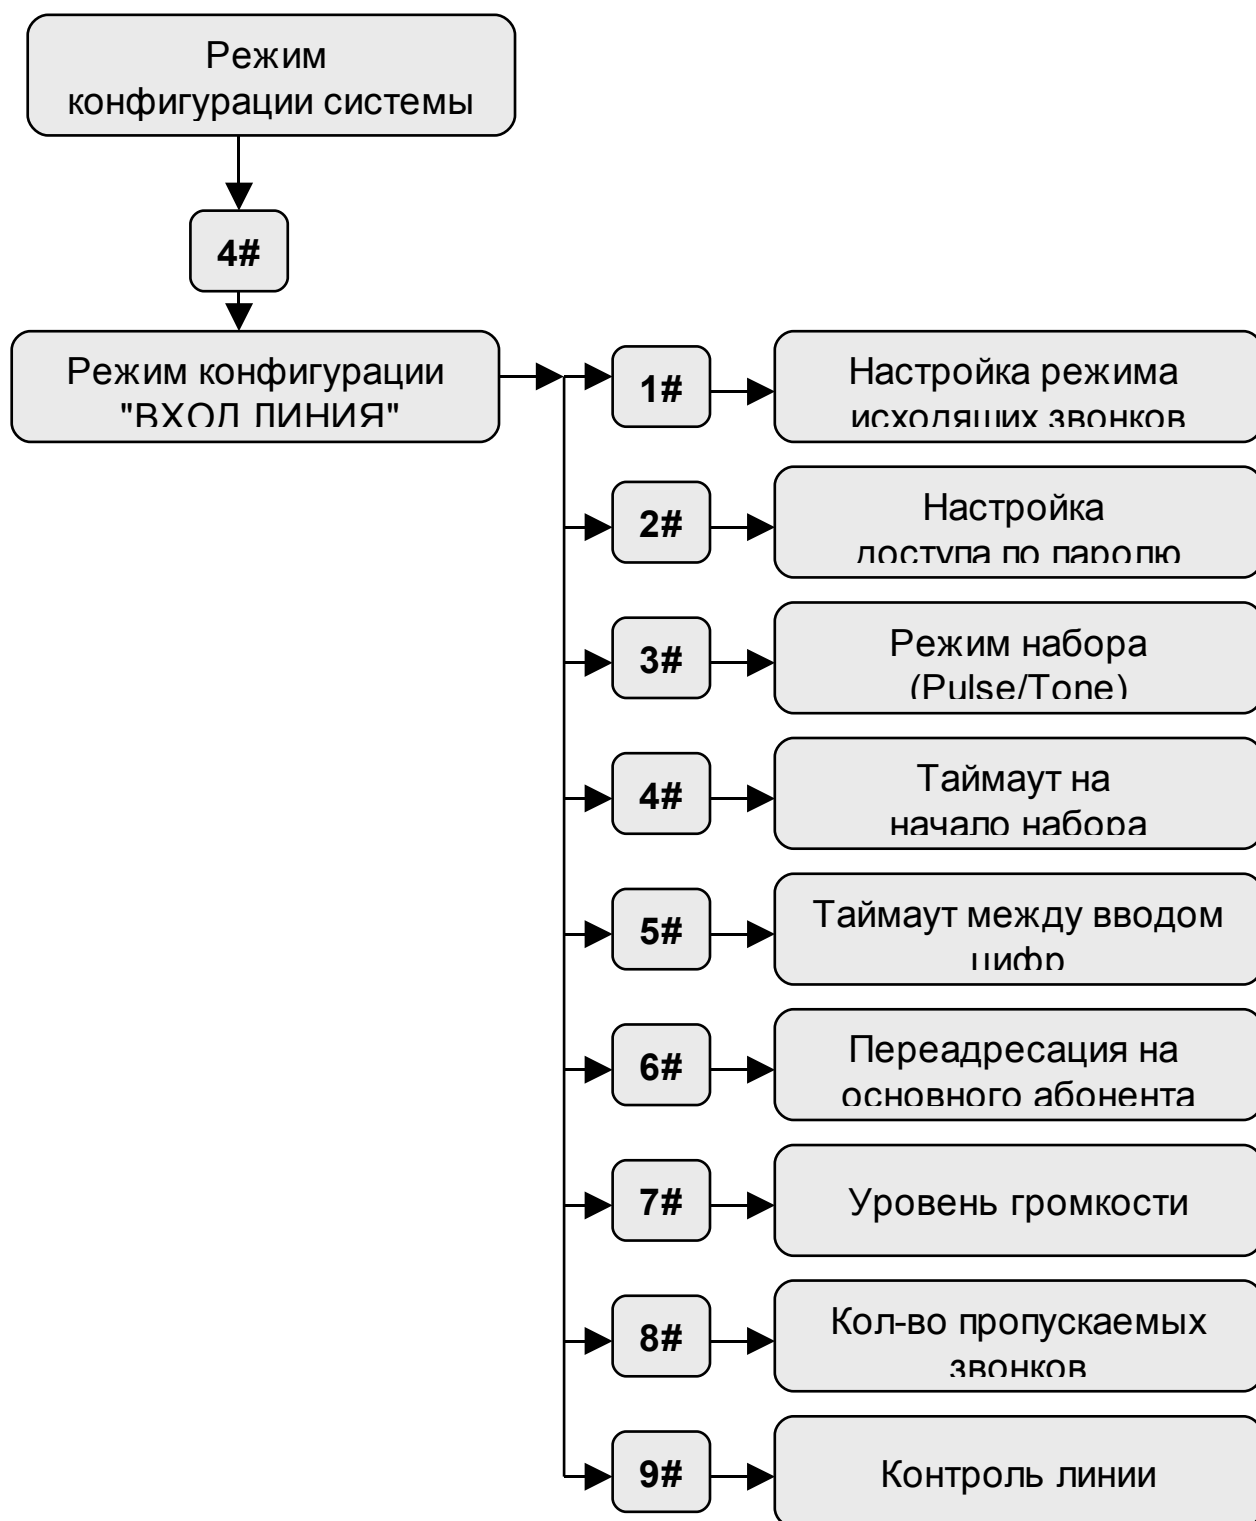 Режим
конфигурации системы
4#
Режим конфигурации
"ВХОД ЛИНИЯ"
1#
Настройка режима
исходящих звонков
2#
Настройка
доступа по паролю
3#
Режим набора
(Pulse/Tone)
4#
Таймаут на
начало набора
5#
Таймаут между вводом
цифр
6#
Переадресация на
основного абонента
7#
Уровень громкости
8#
Кол-во пропускаемых
звонков
9#
Контроль линии